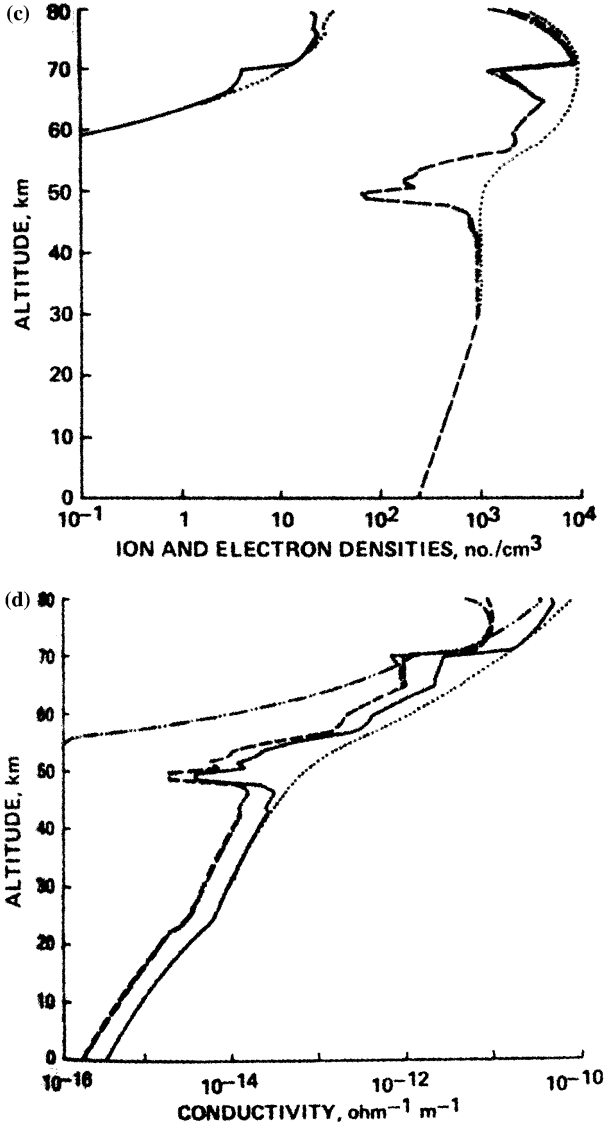 (c)
80
70
60
50
40
30
20
10
0
ALTITUDE, km
10⁻¹ 1 10 10² 10³ 10⁴
ION AND ELECTRON DENSITIES, no./cm³
(d)
80
70
60
50
40
30
20
10
0
ALTITUDE, km
10⁻¹⁶ 10⁻¹⁴ 10⁻¹² 10⁻¹⁰
CONDUCTIVITY, ohm⁻¹ m⁻¹